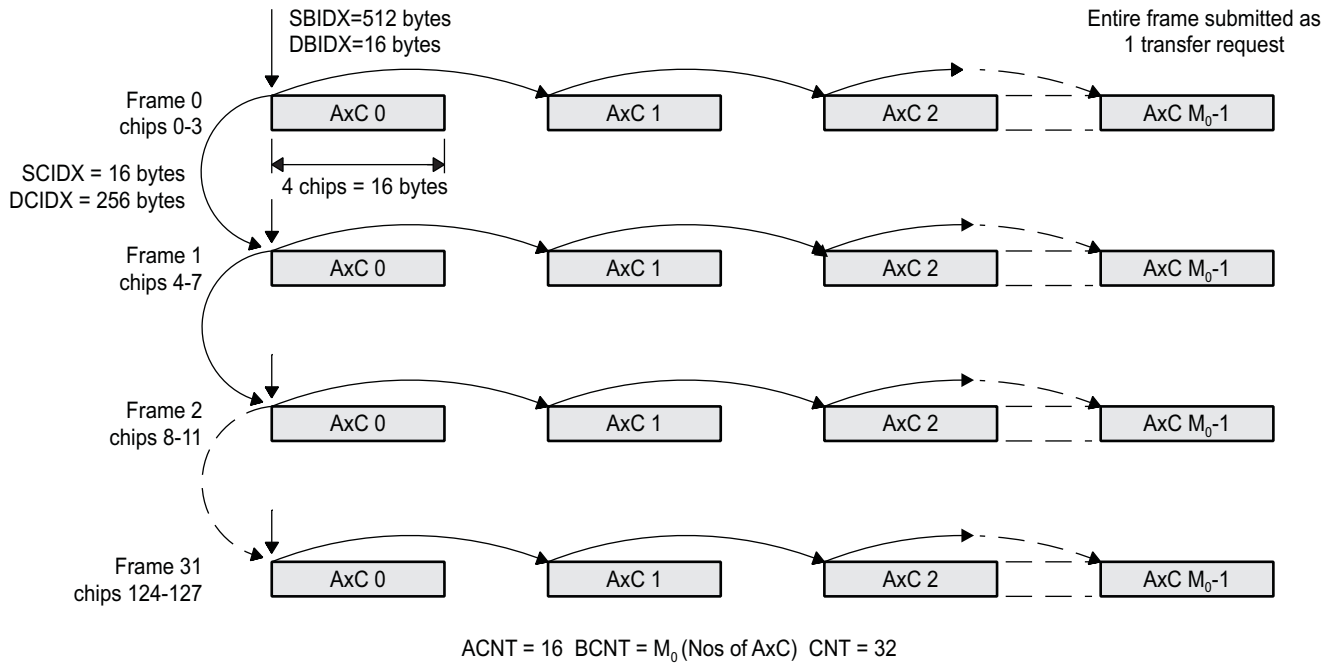 SBIDX=512 bytes
DBIDX=16 bytes
Entire frame submitted as
1 transfer request
Frame 0
chips 0-3
AxC 0
AxC 1
AxC 2
AxC M₀-1
4 chips = 16 bytes
SCIDX = 16 bytes
DCIDX = 256 bytes
Frame 1
chips 4-7
AxC 0
AxC 1
AxC 2
AxC M₀-1
Frame 2
chips 8-11
AxC 0
AxC 1
AxC 2
AxC M₀-1
Frame 31
chips 124-127
AxC 0
AxC 1
AxC 2
AxC M₀-1
ACNT = 16 BCNT = M₀ (Nos of AxC) CNT = 32